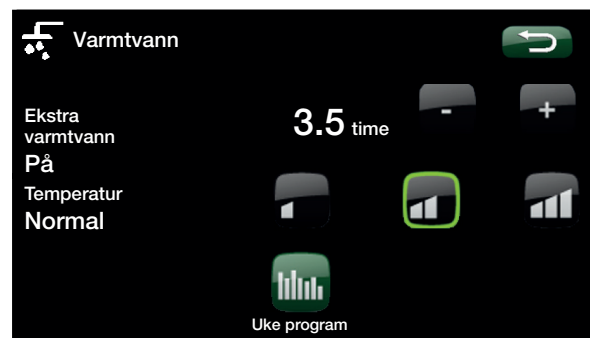 Varmtvann
Ekstra
varmtvann
På
3.5 time
- +
Temperatur
Normal
Uke program